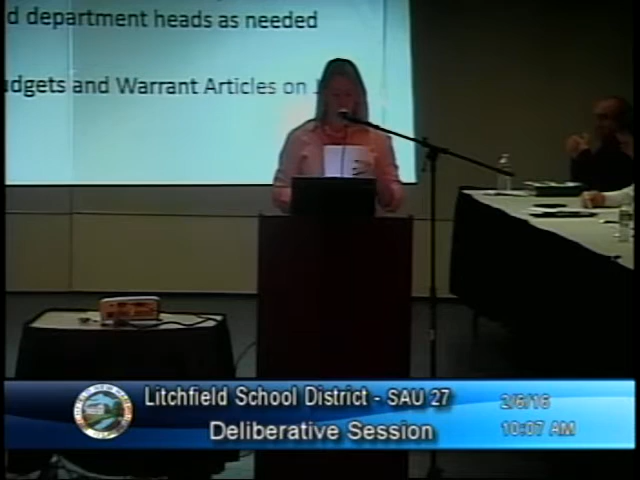 d department heads as needed
udgets and Warrant Articles on J
Litchfield School District - SAU 27
2/6/16
Deliberative Session
10:07 AM